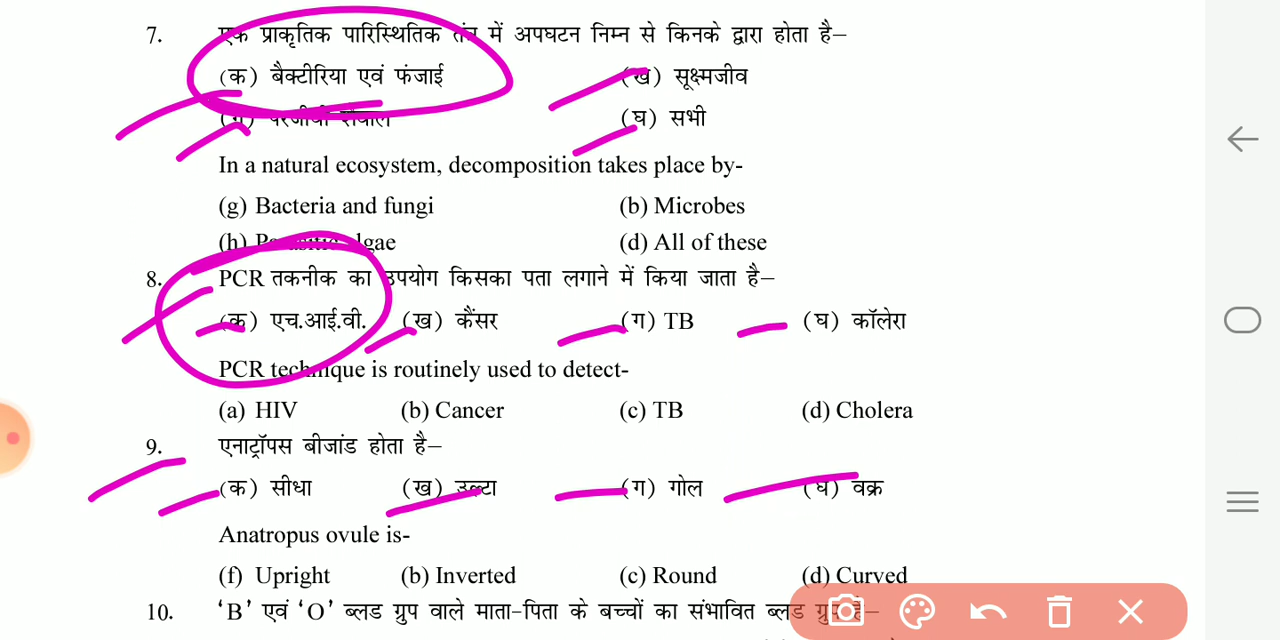 7. एक प्राकृतिक पारिस्थितिक तंत्र में अपघटन निम्न से किनके द्वारा होता है–
(क) बैक्टीरिया एवं फंजाई (ख) सूक्ष्मजीव
(ग) परजीवी शैवाल (घ) सभी
In a natural ecosystem, decomposition takes place by-
(g) Bacteria and fungi (b) Microbes
(h) Parasitic algae (d) All of these
8. PCR तकनीक का उपयोग किसका पता लगाने में किया जाता है–
(क) एच.आई.वी. (ख) कैंसर (ग) TB (घ) कॉलेरा
PCR technique is routinely used to detect-
(a) HIV (b) Cancer (c) TB (d) Cholera
9. एनाट्रॉपस बीजांड होता है–
(क) सीधा (ख) उल्टा (ग) गोल (घ) वक्र
Anatropus ovule is-
(f) Upright (b) Inverted (c) Round (d) Curved
10. ‘B’ एवं ‘O’ ब्लड ग्रुप वाले माता-पिता के बच्चों का संभावित ब्लड ग्रुप है–